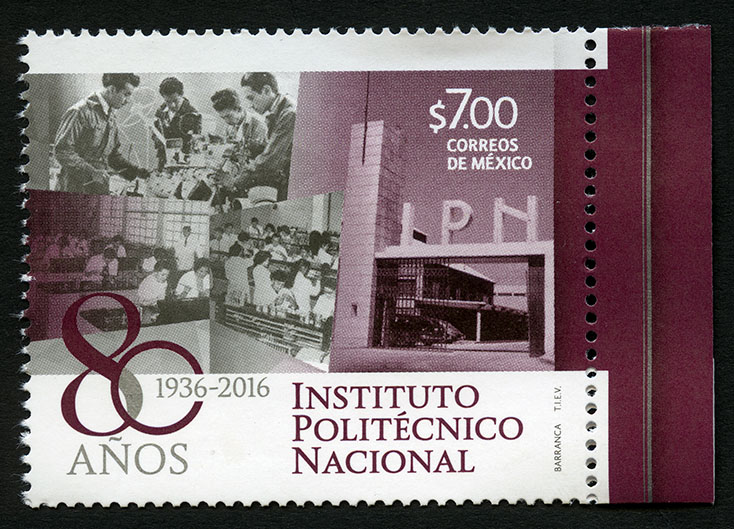 $7.00
CORREOS
DE MÉXICO
IPN
80
1936-2016
AÑOS
INSTITUTO
POLITÉCNICO
NACIONAL
BARRANCA T.I.E.V.